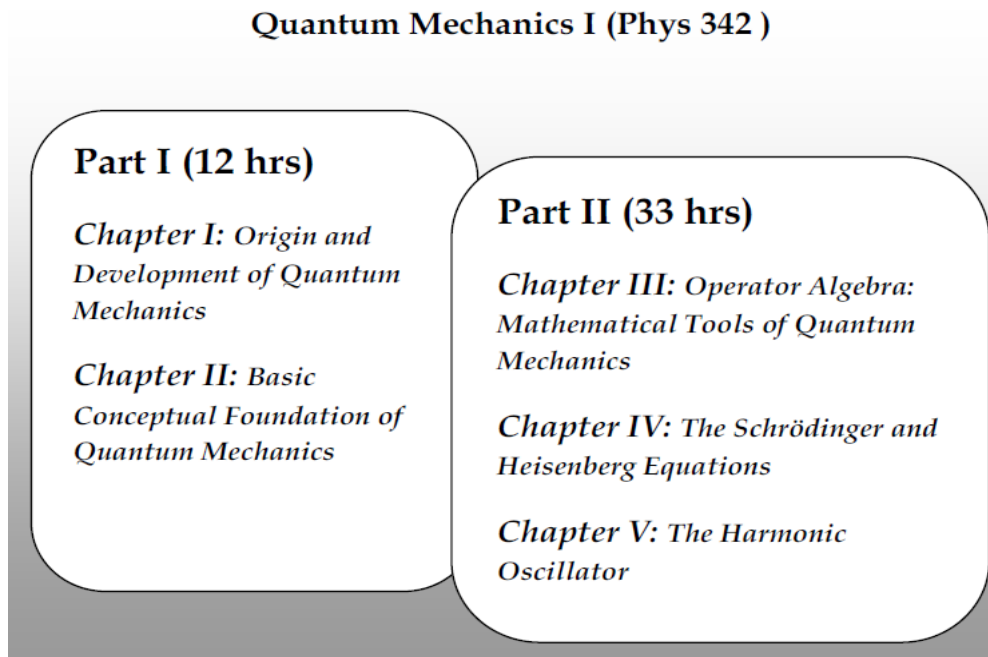 Quantum Mechanics I (Phys 342 )
Part I (12 hrs)
Chapter I: Origin and
Development of Quantum
Mechanics
Chapter II: Basic
Conceptual Foundation of
Quantum Mechanics
Part II (33 hrs)
Chapter III: Operator Algebra:
Mathematical Tools of Quantum
Mechanics
Chapter IV: The Schrödinger and
Heisenberg Equations
Chapter V: The Harmonic
Oscillator